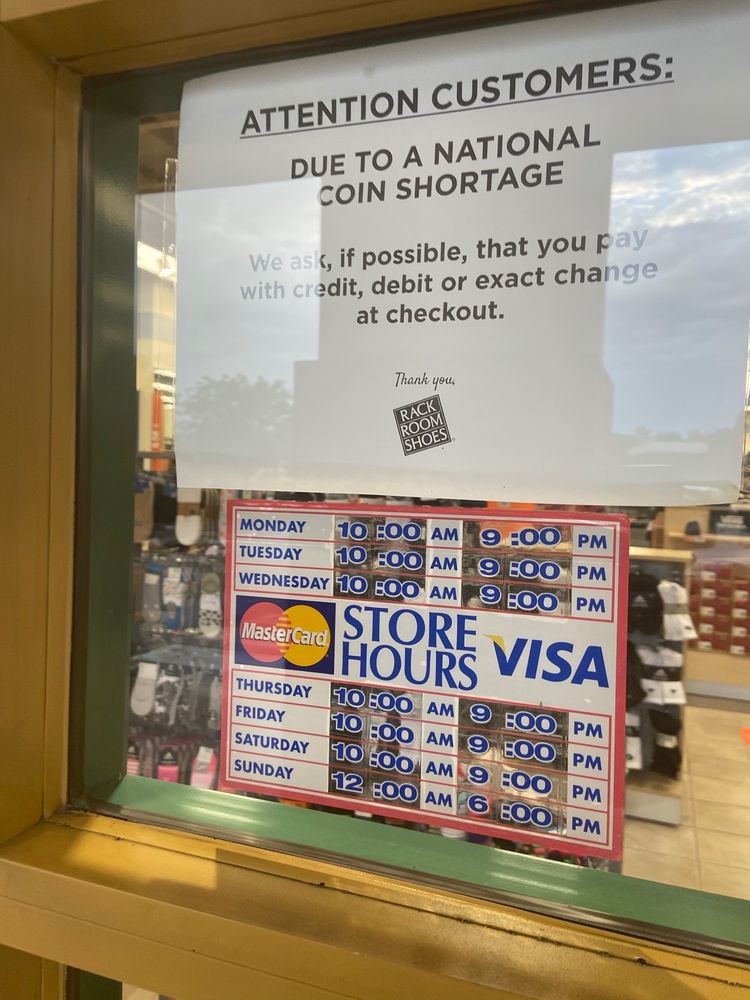 ATTENTION CUSTOMERS:
DUE TO A NATIONAL
COIN SHORTAGE
We ask, if possible, that you pay
with credit, debit or exact change
at checkout.
Thank you,
RACK
ROOM
SHOES
MONDAY 10:00 AM 9:00 PM
TUESDAY 10:00 AM 9:00 PM
WEDNESDAY 10:00 AM 9:00 PM
MasterCard STORE HOURS VISA
THURSDAY 10:00 AM 9:00 PM
FRIDAY 10:00 AM 9:00 PM
SATURDAY 10:00 AM 9:00 PM
SUNDAY 12:00 AM 6:00 PM